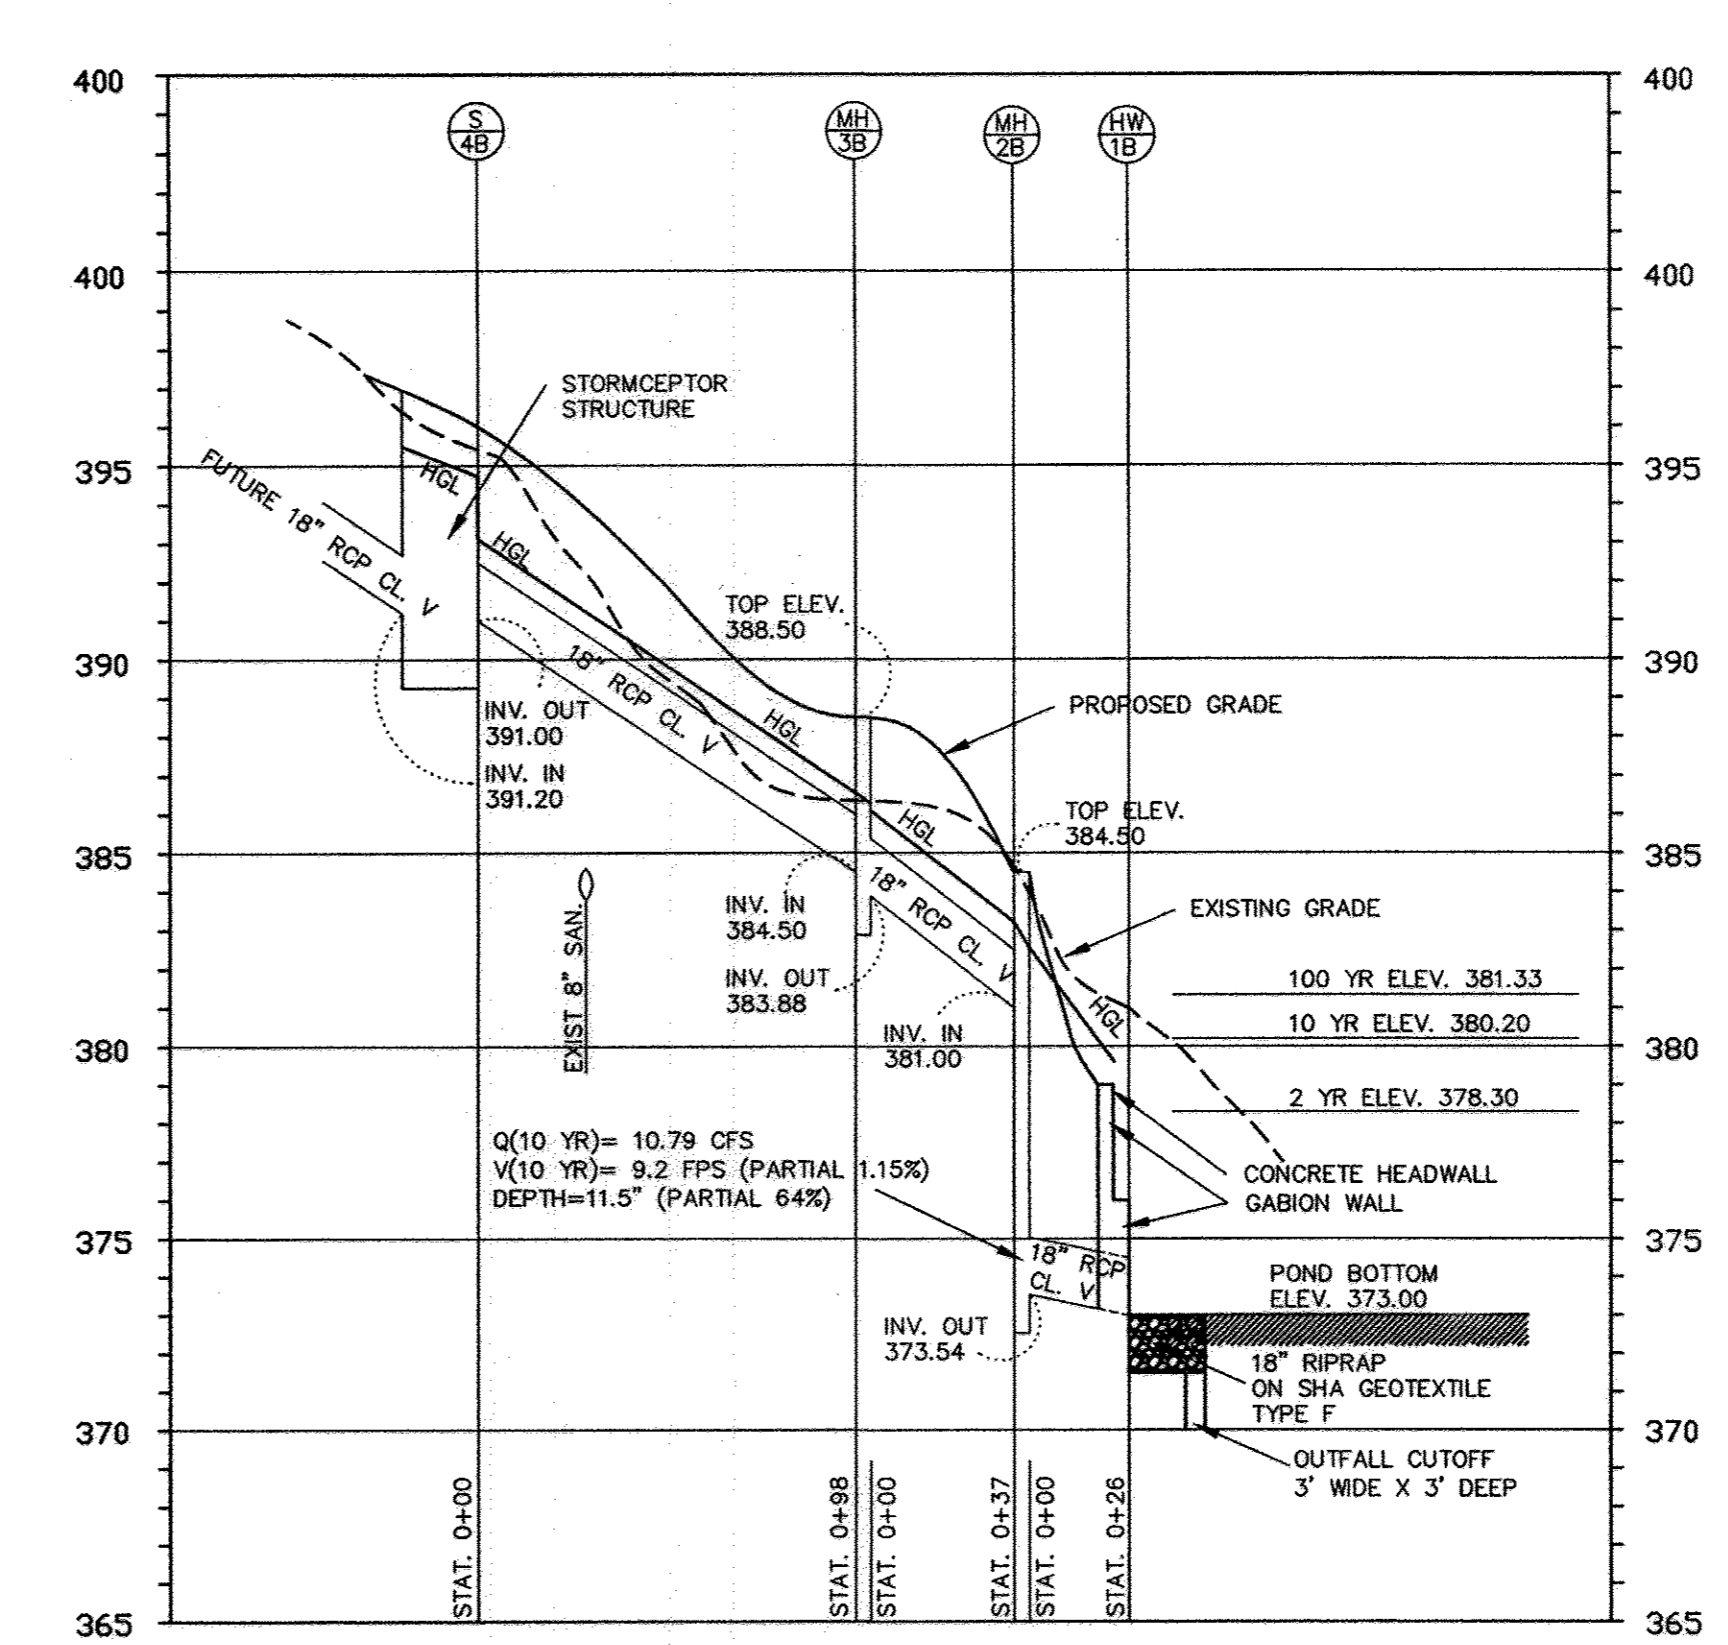 400
400
S
4B
MH
3B
MH
2B
HW
1B
400
400
STORMCEPTOR
STRUCTURE
395
395
HGL
FUTURE 18" RCP CL. V
HGL
TOP ELEV.
388.50
390
390
18" RCP CL. V
PROPOSED GRADE
INV. OUT
391.00
HGL
INV. IN
391.20
TOP ELEV.
384.50
HGL
385
385
18" RCP CL. V
INV. IN
384.50
EXISTING GRADE
EXIST 8" SAN.
INV. OUT
383.88
100 YR ELEV. 381.33
HGL
10 YR ELEV. 380.20
INV. IN
381.00
380
380
2 YR ELEV. 378.30
Q(10 YR)= 10.79 CFS
V(10 YR)= 9.2 FPS (PARTIAL 1.15%)
DEPTH=11.5" (PARTIAL 64%)
CONCRETE HEADWALL
GABION WALL
375
375
18" RCP
CL. V
POND BOTTOM
ELEV. 373.00
INV. OUT
373.54
18" RIPRAP
ON SHA GEOTEXTILE
TYPE F
370
370
OUTFALL CUTOFF
3' WIDE X 3' DEEP
STAT. 0+00
STAT. 0+98
STAT. 0+00
STAT. 0+37
STAT. 0+00
STAT. 0+26
365
365